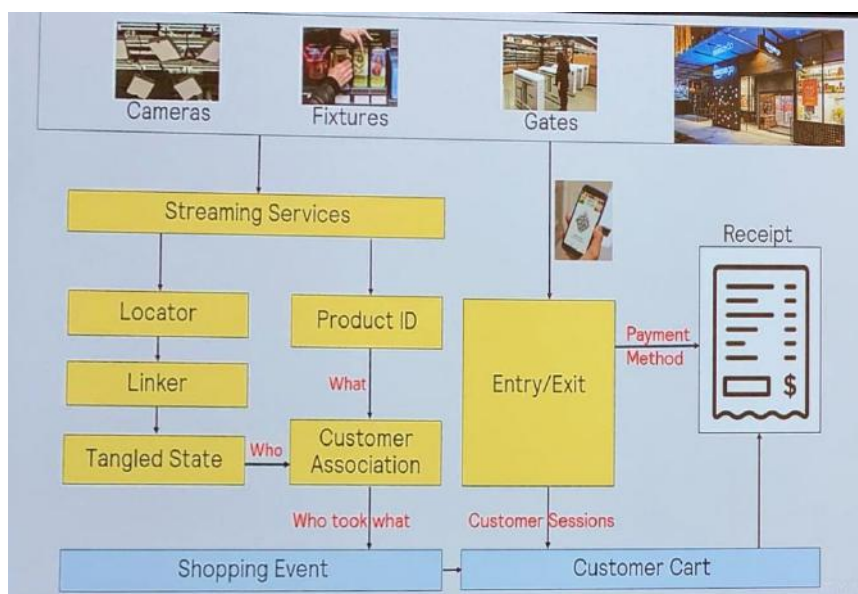 Cameras
Fixtures
Gates
Streaming Services
Receipt
Locator
Product ID
Payment
Method
$
Linker
What
Entry/Exit
Tangled State
Who
Customer
Association
Who took what
Customer Sessions
Shopping Event
Customer Cart